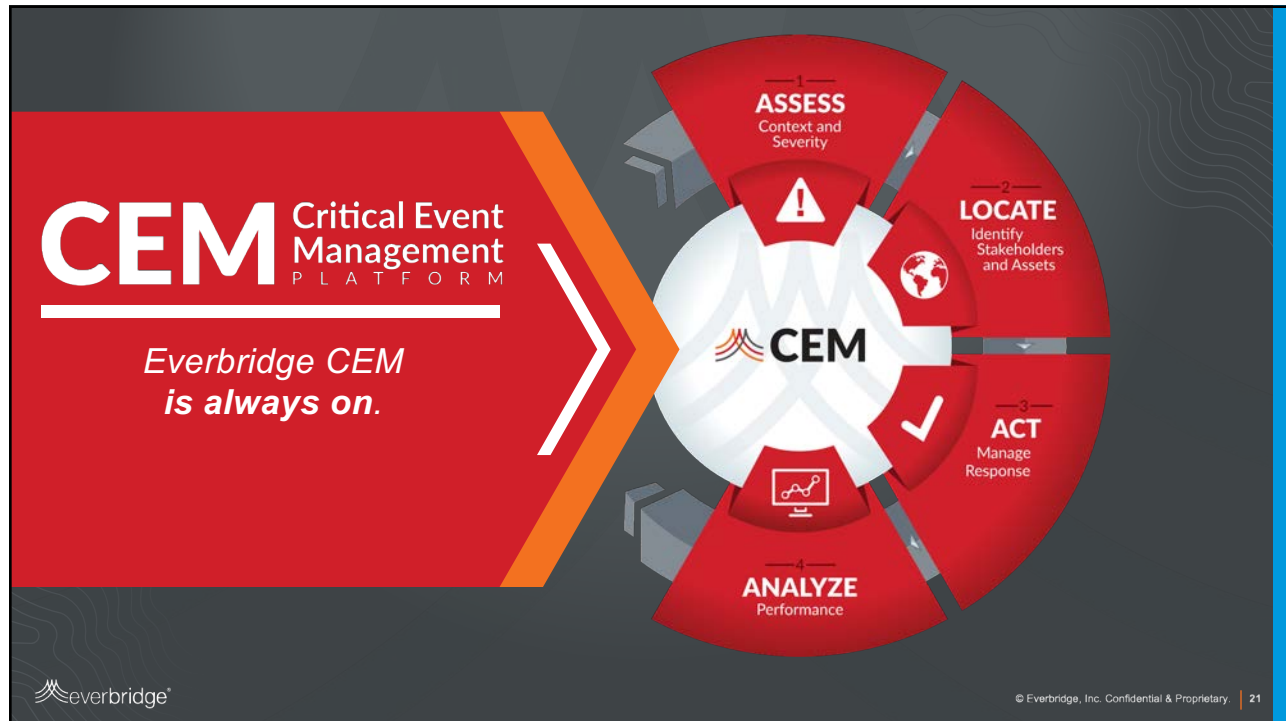 CEM
Critical Event
Management
PLATFORM
Everbridge CEM
is always on.
1
ASSESS
Context and
Severity
2
LOCATE
Identify
Stakeholders
and Assets
3
ACT
Manage
Response
4
ANALYZE
Performance
CEM
everbridge®
© Everbridge, Inc. Confidential & Proprietary. | 21